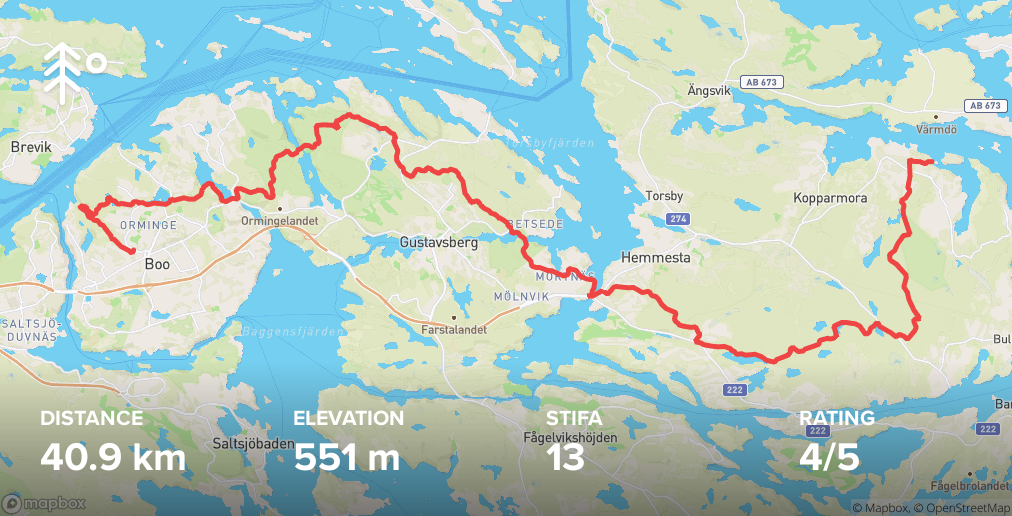 Ängsvik
AB 673
AB 673
Värmdö
Brevik
Torsbyfjärden
Torsby
Kopparmora
274
Ormingelandet
ORMINGE
BETSEDE
Gustavsberg
Hemmesta
Boo
MÖLNVIK
SALTSJÖ-
DUVNÄS
Baggensfjärden
Farstalandet
Bul
222
DISTANCE
ELEVATION
STIFA
RATING
40.9 km
551 m
13
4/5
Saltsjöbaden
Fågelvikshöjden
222
222
Fågelbrolandet
mapbox
© Mapbox, © OpenStreetMap